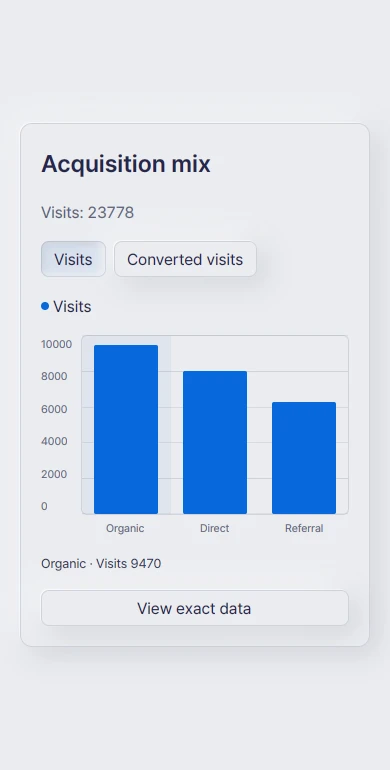 Acquisition mix
Visits: 23778
Visits
Converted visits
Visits
10000
8000
6000
4000
2000
0
Organic
Direct
Referral
Organic · Visits 9470
View exact data